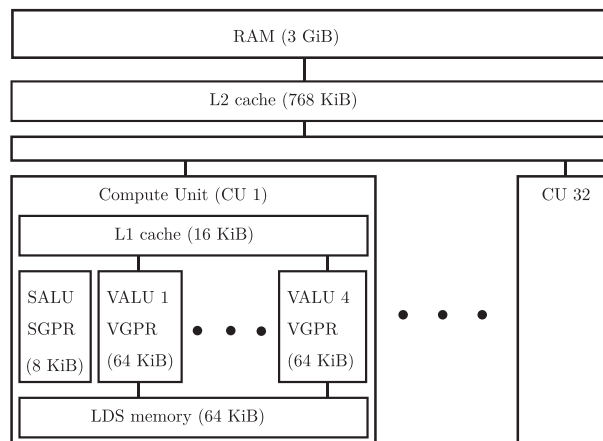 RAM (3 GiB)
L2 cache (768 KiB)
Compute Unit (CU 1)
CU 32
L1 cache (16 KiB)
SALU
SGPR
(8 KiB)
VALU 1
VGPR
(64 KiB)
VALU 4
VGPR
(64 KiB)
LDS memory (64 KiB)